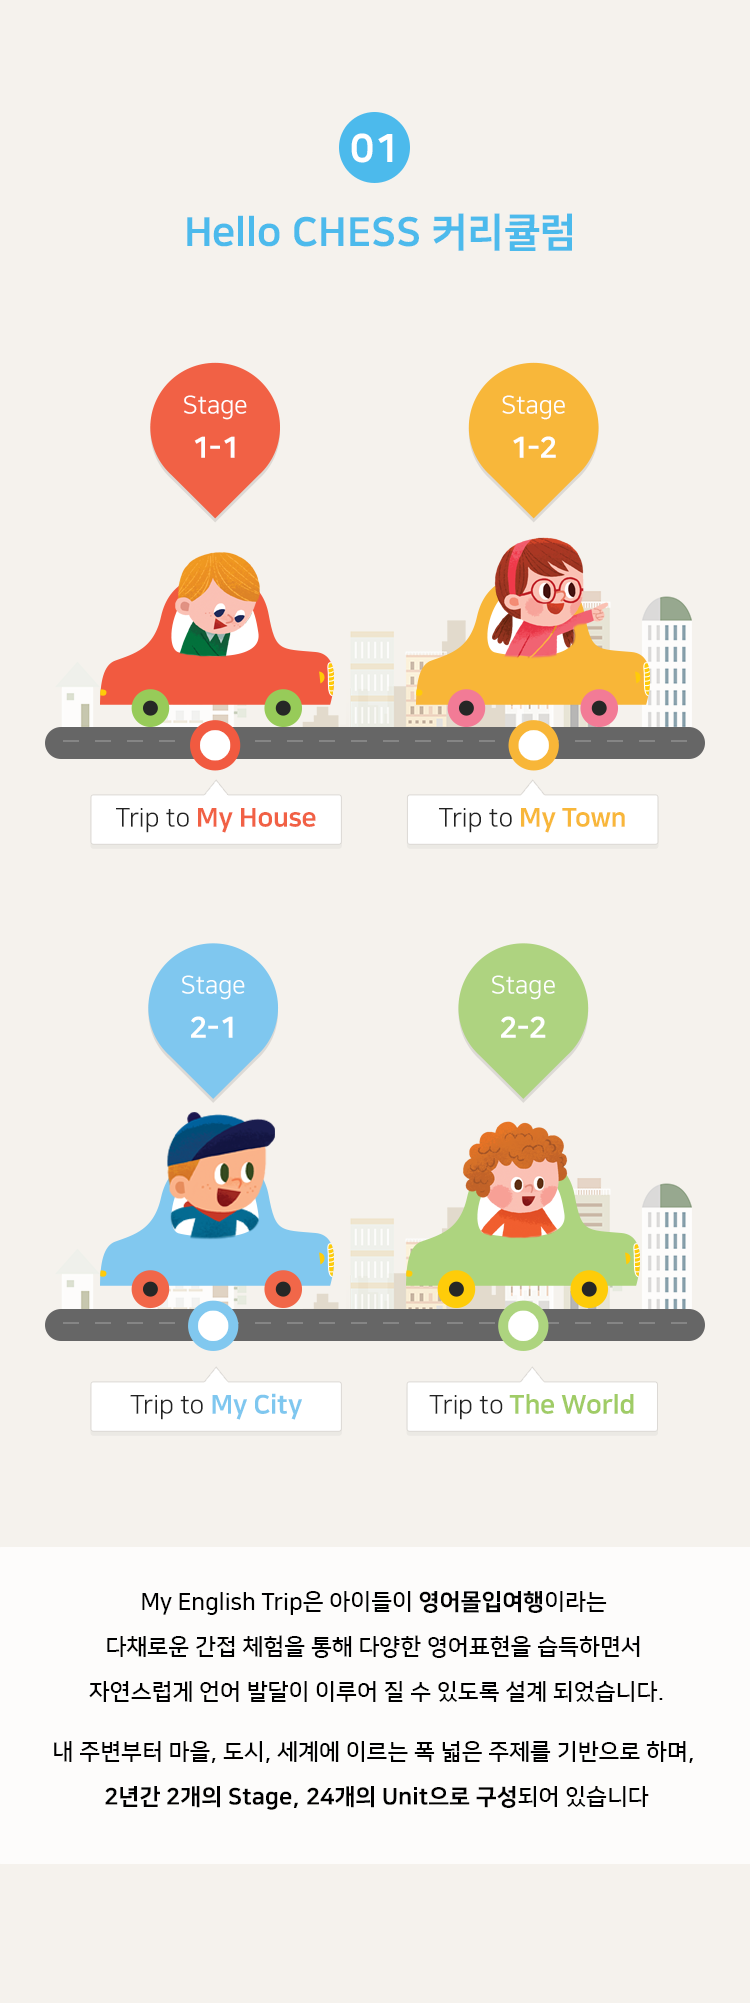 01
Hello CHESS 커리큘럼
Stage
1-1
Stage
1-2
Trip to My House
Trip to My Town
Stage
2-1
Stage
2-2
Trip to My City
Trip to The World
My English Trip은 아이들이 영어몰입여행이라는
다채로운 간접 체험을 통해 다양한 영어표현을 습득하면서
자연스럽게 언어 발달이 이루어 질 수 있도록 설계 되었습니다.
내 주변부터 마을, 도시, 세계에 이르는 폭 넓은 주제를 기반으로 하며,
2년간 2개의 Stage, 24개의 Unit으로 구성되어 있습니다